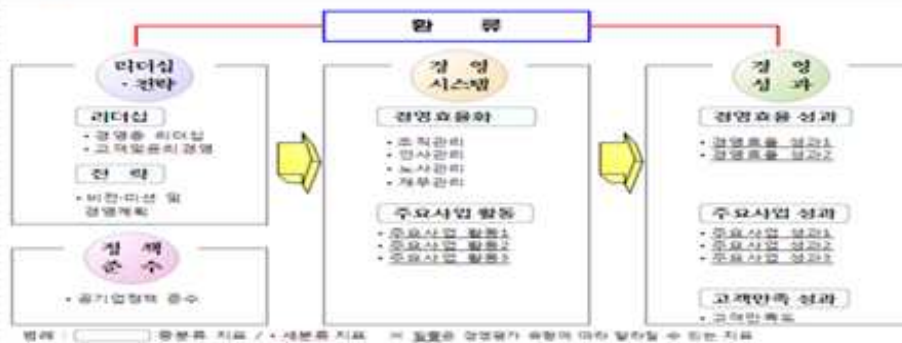 환 류
리더십
·전략
리더십
• 경영층 리더십
• 고객및윤리경영
전 략
• 비전·미션 및
경영계획
정 책
준 수
• 공기업정책 준수
경 영
시스템
경영효율화
• 조직관리
• 인사관리
• 노사관리
• 재무관리
주요사업 활동
• 주요사업 활동1
• 주요사업 활동2
• 주요사업 활동3
경 영
성 과
경영효율 성과
• 경영효율 성과1
• 경영효율 성과2
주요사업 성과
• 주요사업 성과1
• 주요사업 성과2
• 주요사업 성과3
고객만족 성과
• 고객만족도
범례 : 중분류 지표 / • 세분류 지표 ※ 밑줄은 경영평가 유형에 따라 달라질 수 있는 지표